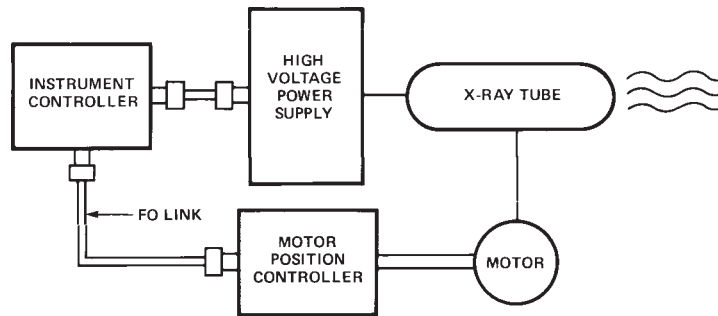 INSTRUMENT
CONTROLLER
HIGH
VOLTAGE
POWER
SUPPLY
X-RAY TUBE
FO LINK
MOTOR
POSITION
CONTROLLER
MOTOR